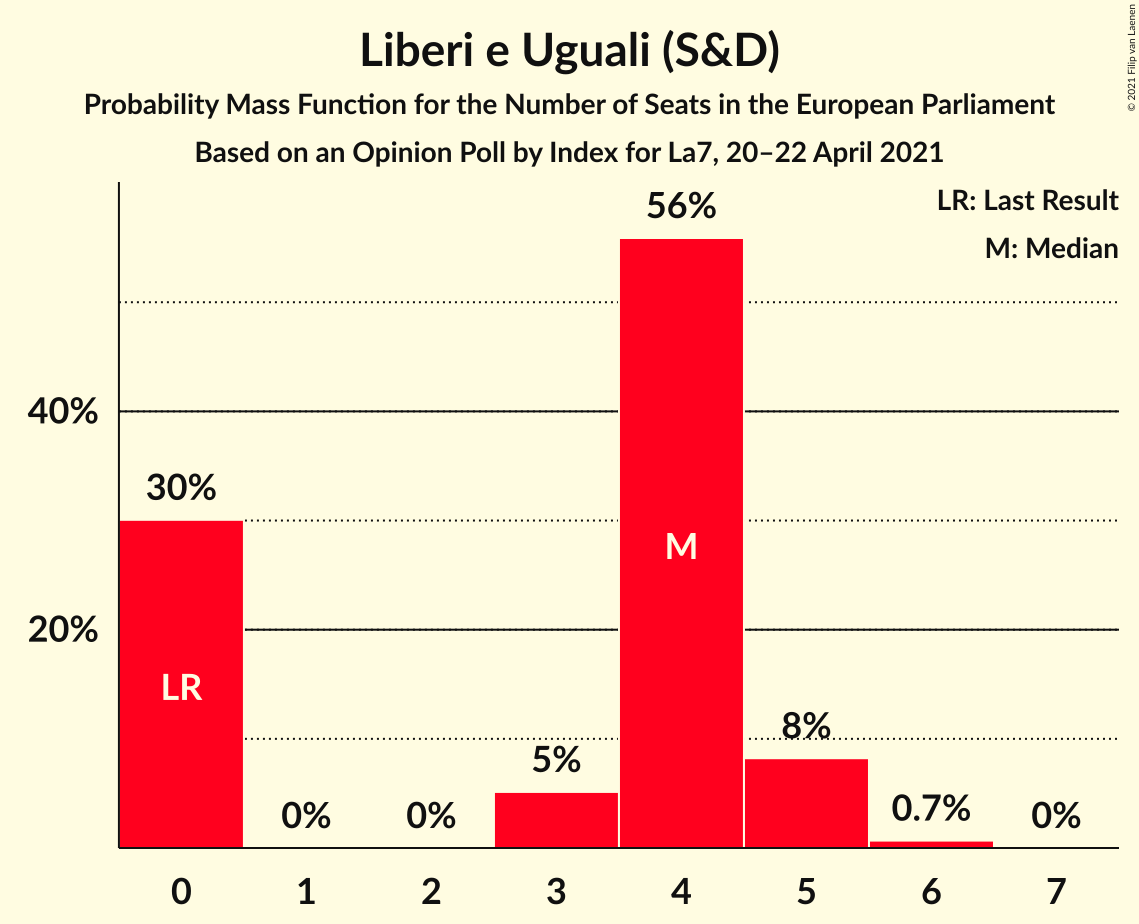 © 2021 Filip van Laenen
Liberi e Uguali (S&D)
Probability Mass Function for the Number of Seats in the European Parliament
Based on an Opinion Poll by Index for La7, 20–22 April 2021
LR: Last Result
M: Median
56%
40%
30%
M
20%
LR
8%
5%
0%
0%
0.7%
0%
0 1 2 3 4 5 6 7